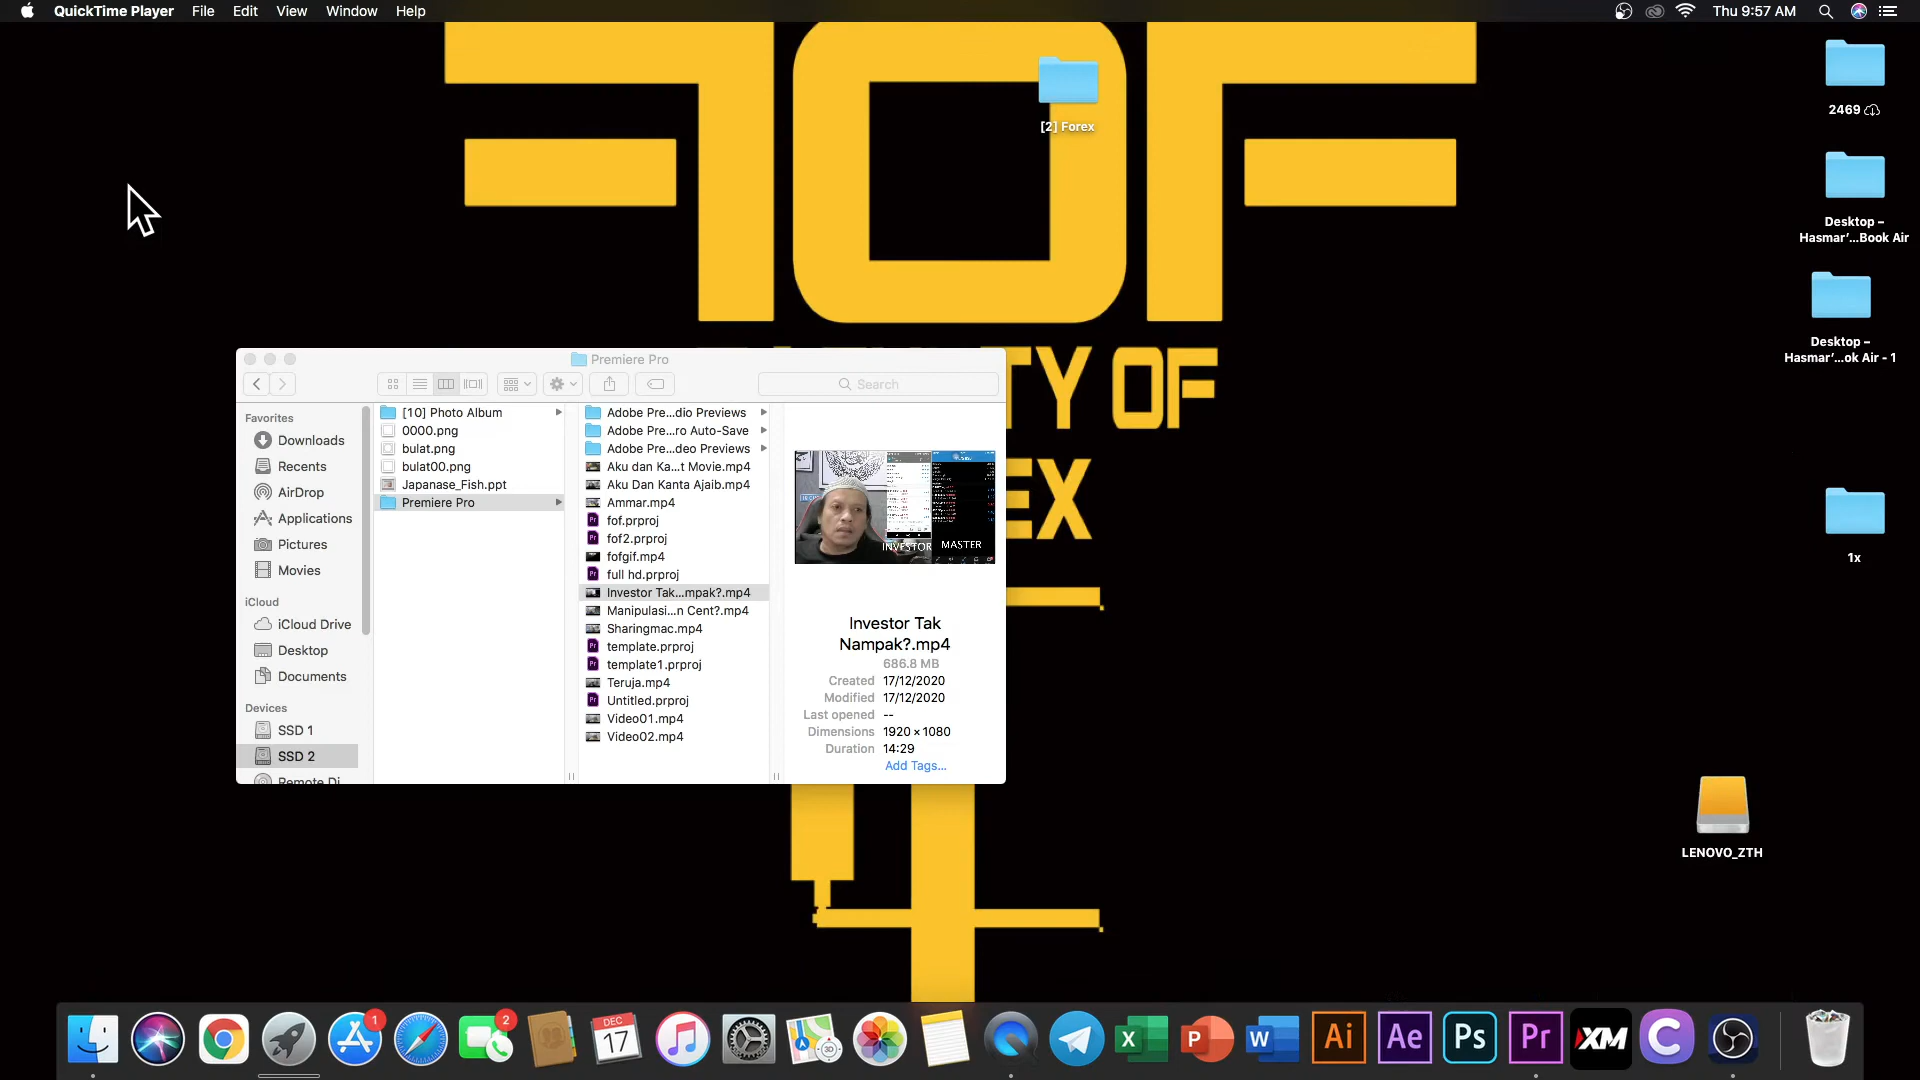 QuickTime Player File Edit View Window Help
Thu 9:57 AM
[2] Forex
2469
Desktop –
Hasmar'...Book Air
Desktop –
Hasmar'...ok Air - 1
1x
LENOVO_ZTH
FOF
TY OF
EX
Premiere Pro
Search
Favorites
Downloads
Recents
AirDrop
Applications
Pictures
Movies
iCloud
iCloud Drive
Desktop
Documents
Devices
SSD 1
SSD 2
Remote Di
[10] Photo Album
0000.png
bulat.png
bulat00.png
Japanase_Fish.ppt
Premiere Pro
Adobe Pre...dio Previews
Adobe Pre...ro Auto-Save
Adobe Pre...deo Previews
Aku dan Ka...t Movie.mp4
Aku Dan Kanta Ajaib.mp4
Ammar.mp4
fof.prproj
fof2.prproj
fofgif.mp4
full hd.prproj
Investor Tak...mpak?.mp4
Manipulasi...n Cent?.mp4
Sharingmac.mp4
template.prproj
template1.prproj
Teruja.mp4
Untitled.prproj
Video01.mp4
Video02.mp4
INVESTOR MASTER
Investor Tak
Nampak?.mp4
686.8 MB
Created 17/12/2020
Modified 17/12/2020
Last opened --
Dimensions 1920 × 1080
Duration 14:29
Add Tags...
1
2
DEC
17
3D
X
P
W
Ai
Ae
Ps
Pr
XM
C